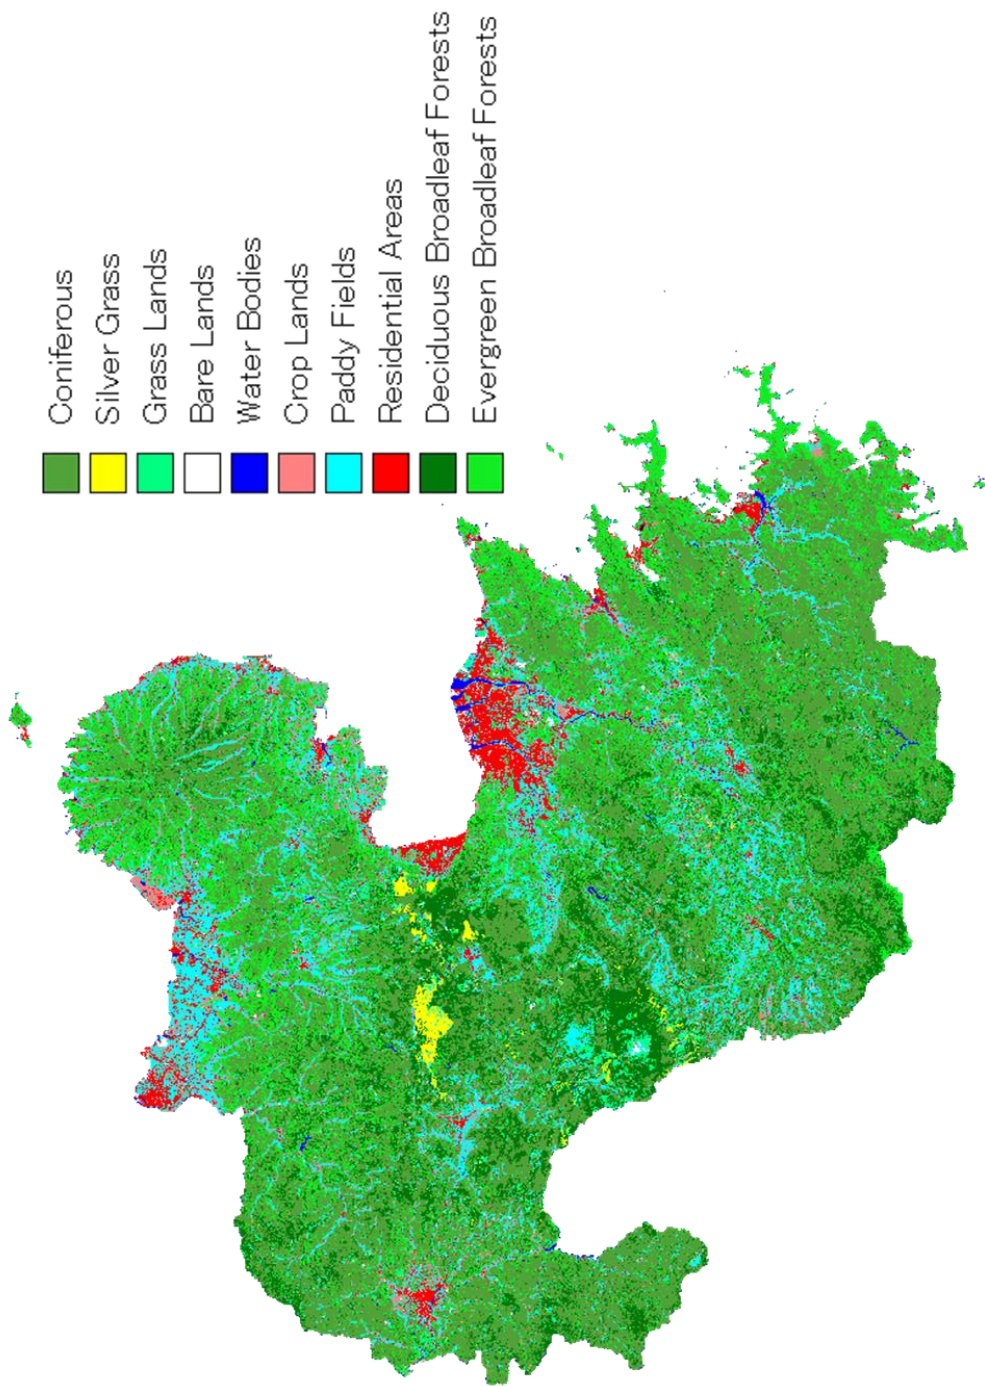 Coniferous
Silver Grass
Grass Lands
Bare Lands
Water Bodies
Crop Lands
Paddy Fields
Residential Areas
Deciduous Broadleaf Forests
Evergreen Broadleaf Forests